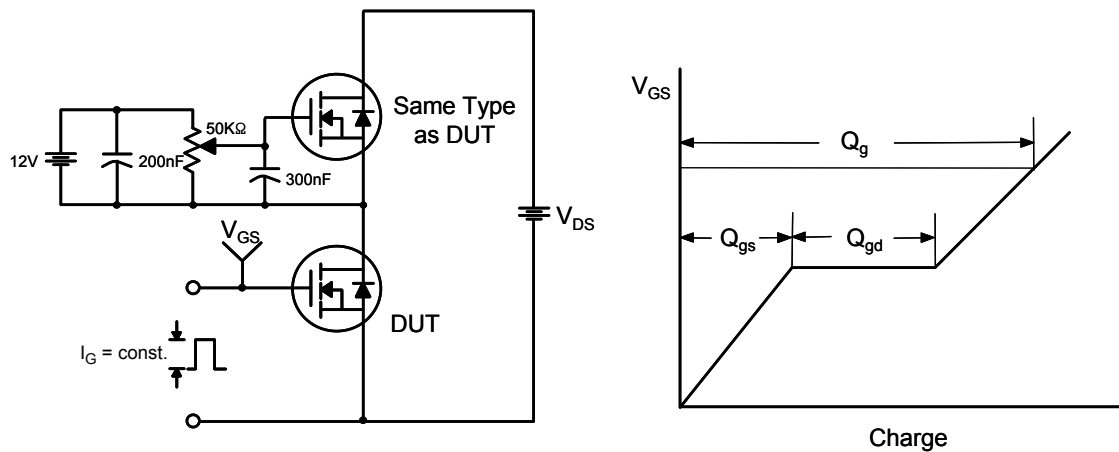 12V
200nF
50KΩ
300nF
Same Type
as DUT
V_DS
V_GS
DUT
I_G = const.
V_GS
Q_g
Q_gs
Q_gd
Charge